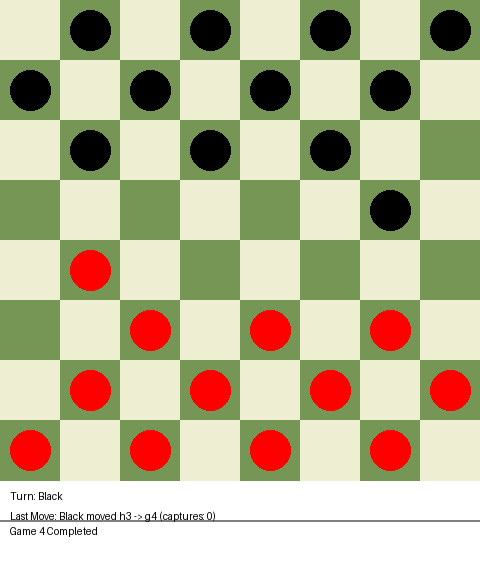 Turn: Black
Last Move: Black moved h3 -> g4 (captures: 0)
Game 4 Completed